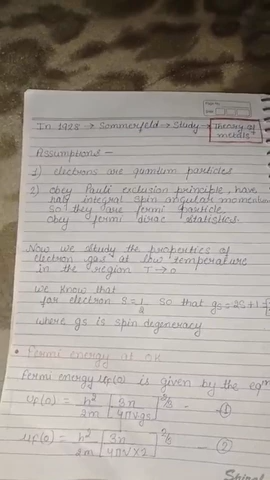 In 1928 → Sommerfeld → Study → Theory of metals
Assumptions –
1) electrons are quantum particles
2) obey Pauli exclusion principle, have
half integral spin angular momentum
so they are fermi particle
obey fermi dirac statistics.
Now we study the properties of
electron gas at low temperature
in the region T → 0
we know that
for electron S = 1/2 so that gs = 2S+1
where gs is spin degeneracy
• Fermi energy at 0K
Fermi energy μF(0) is given by the eqn
μF(0) = h²/2m [3n/4πVgs]^2/3 - ①
μF(0) = h²/2m [3n/4πV×2]^2/3 — ②